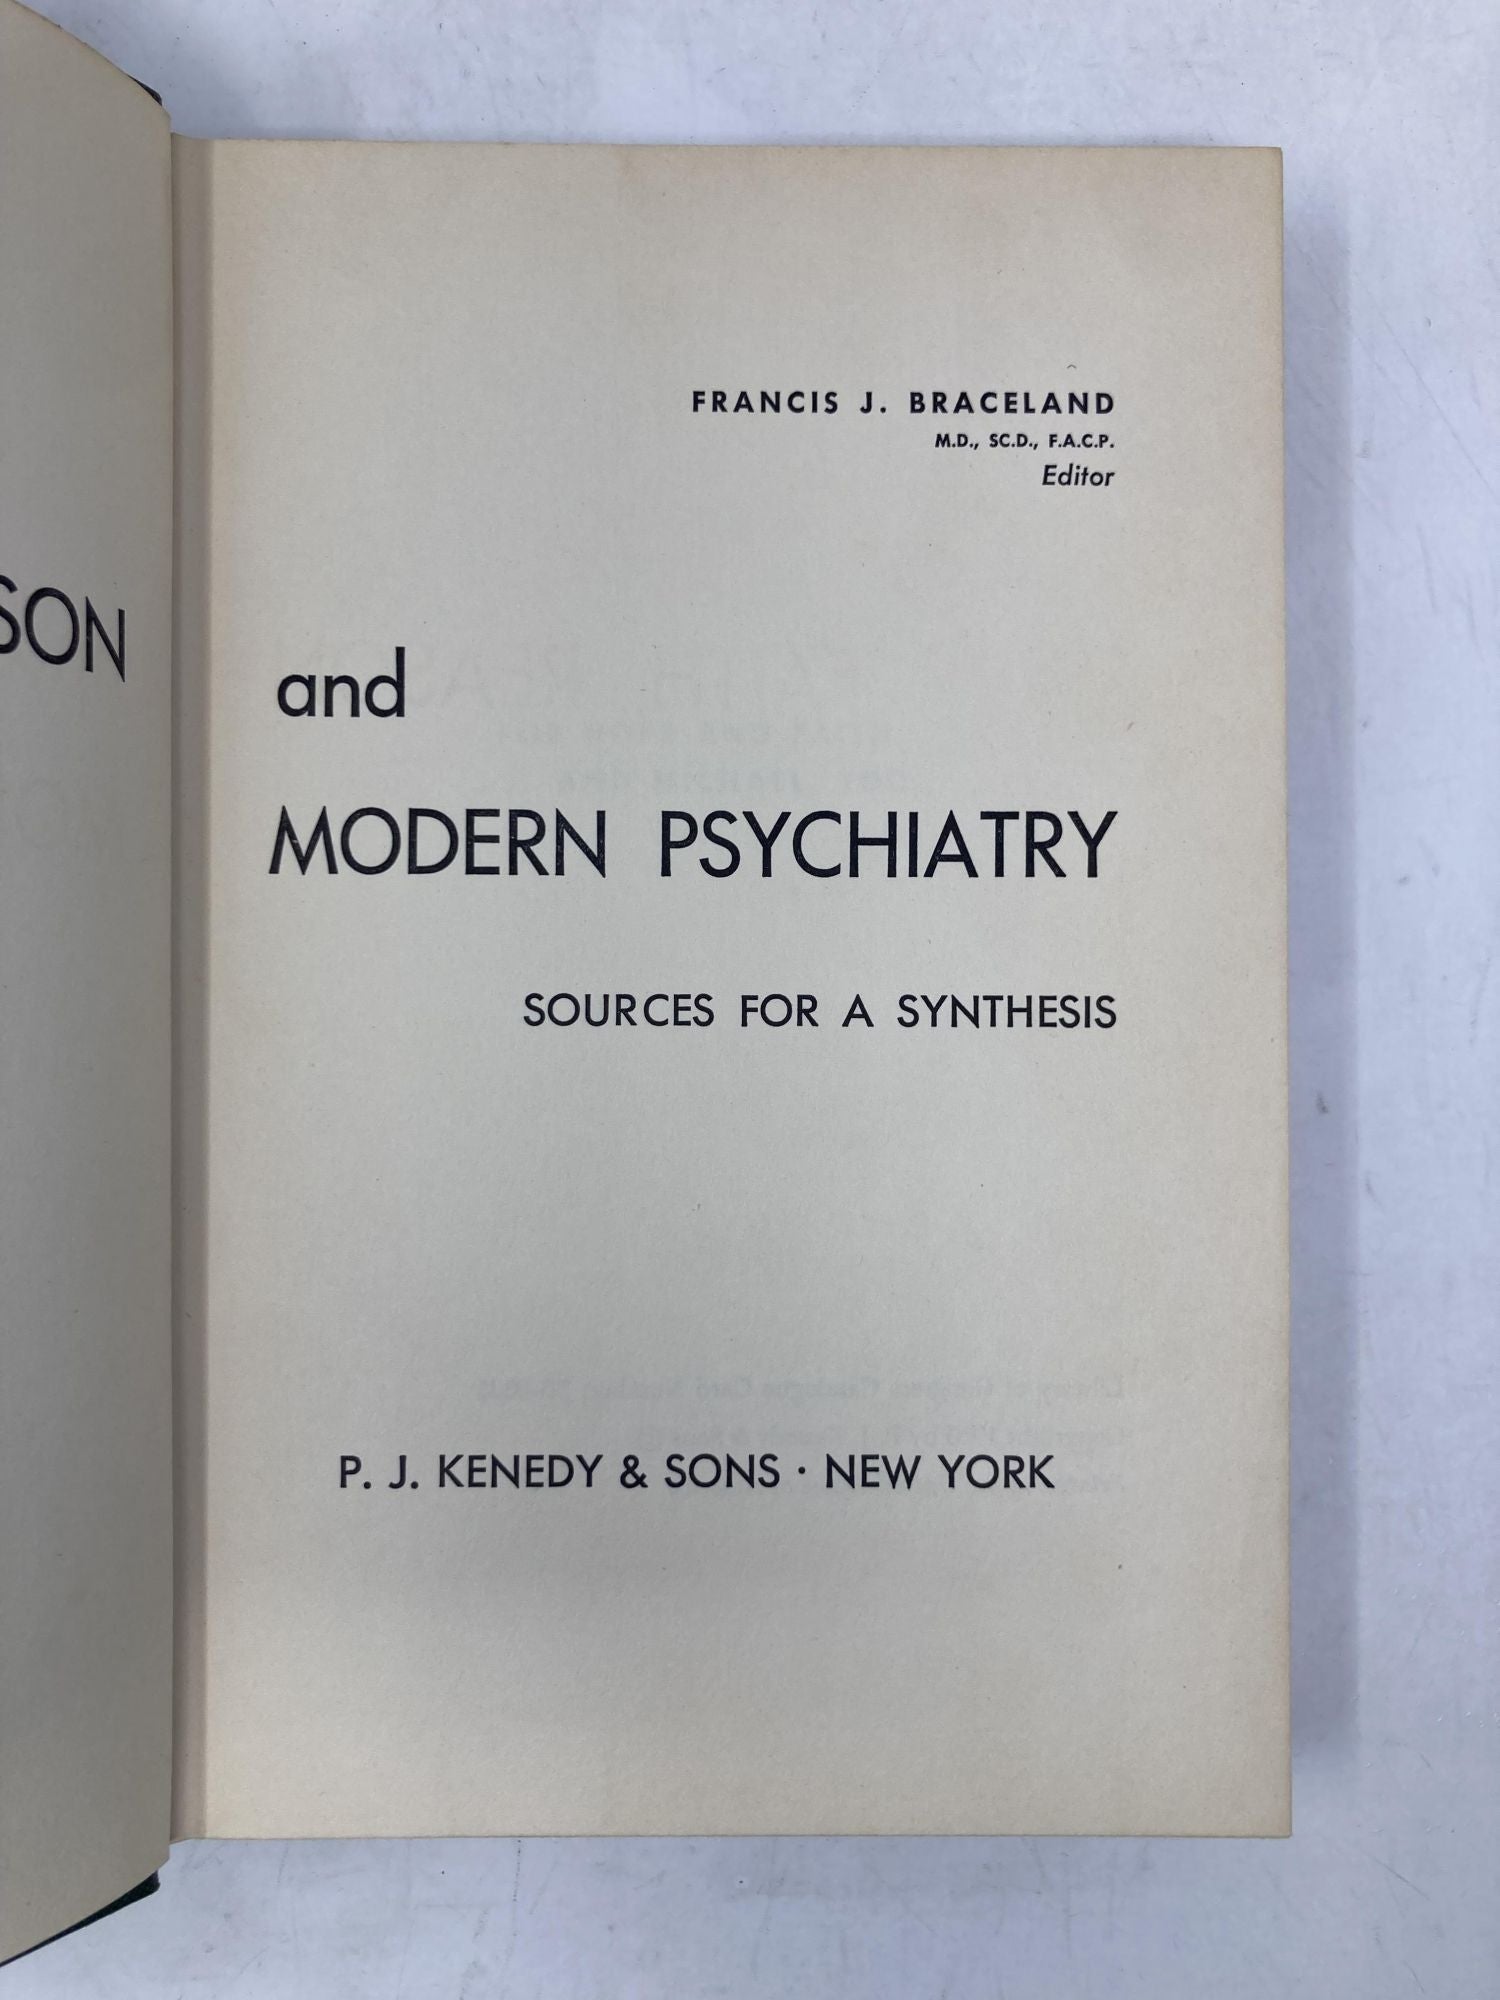 SON
FRANCIS J. BRACELAND
M.D., SC.D., F.A.C.P.
Editor
and
MODERN PSYCHIATRY
SOURCES FOR A SYNTHESIS
P. J. KENEDY & SONS · NEW YORK